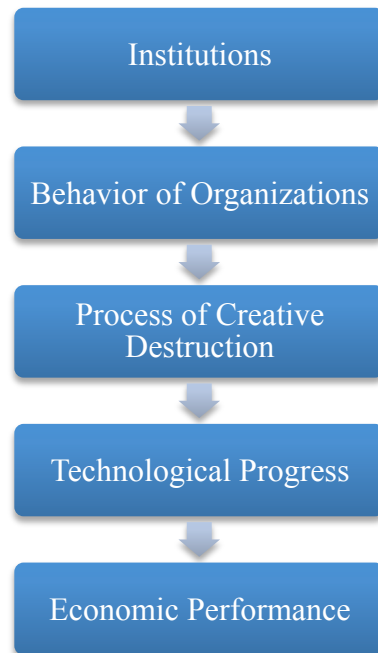 Institutions
Behavior of Organizations
Process of Creative
Destruction
Technological Progress
Economic Performance